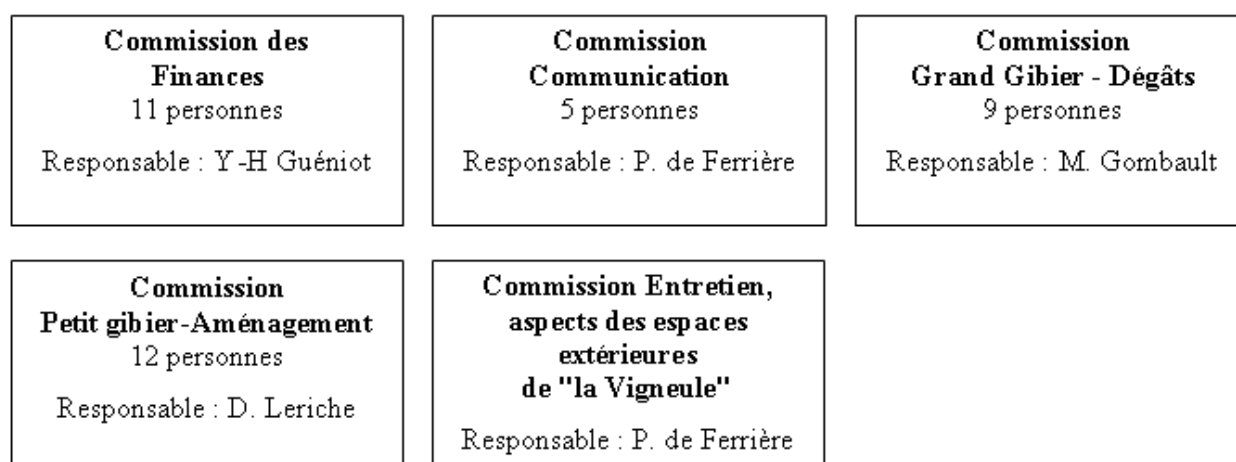 Commission des
Finances
11 personnes
Responsable : Y-H Guéniot
Commission
Communication
5 personnes
Responsable : P. de Ferrière
Commission
Grand Gibier - Dégâts
9 personnes
Responsable : M. Gombault
Commission
Petit gibier-Aménagement
12 personnes
Responsable : D. Leriche
Commission Entretien,
aspects des espaces
extérieures
de "la Vigneule"
Responsable : P. de Ferrière